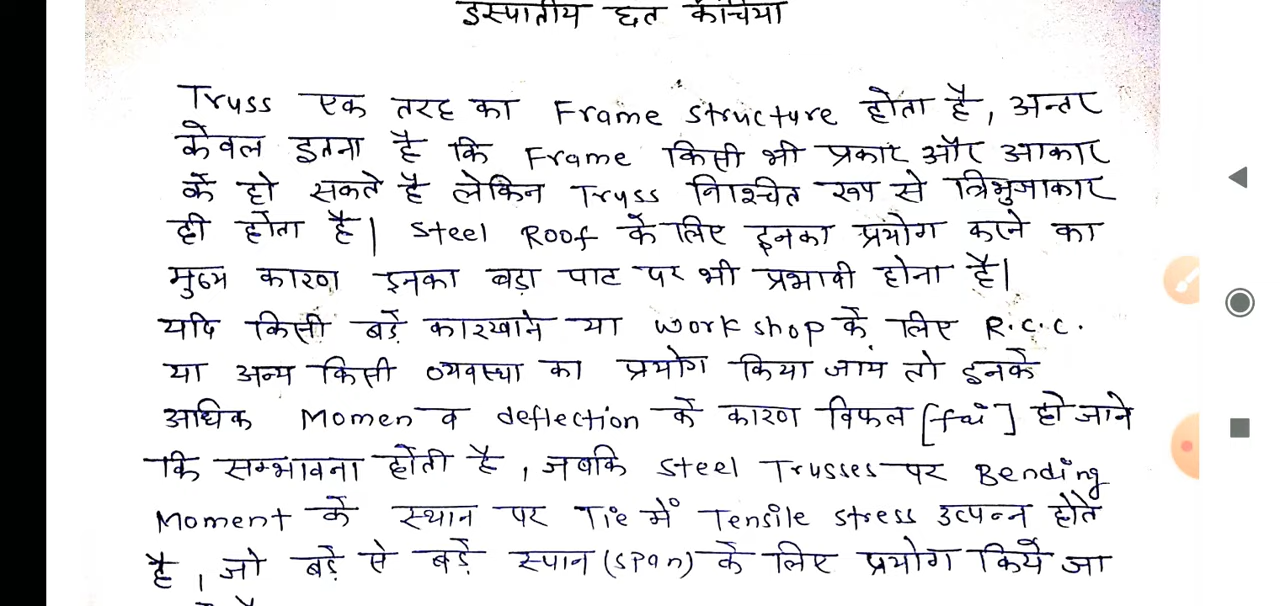 इस्पातीय छत कैंचिया
Truss एक तरह का Frame structure होता है, अन्तर
केवल इतना है कि Frame किसी भी प्रकार और आकार
के हो सकते है लेकिन Truss निश्चित रूप से त्रिभुजाकार
ही होता है| Steel Roof के लिए इनका प्रयोग करने का
मुख्य कारण इनका बड़ा पाट पर भी प्रभावी होना है|
यदि किसी बड़े कारखाने या work shop के लिए R.C.C.
या अन्य किसी व्यवस्था का प्रयोग किया जाय तो इनके
अधिक Momen व deflection के कारण विफल [fai] हो जाने
कि सम्भावना होती है, जबकि steel Trusses पर Bending
Moment के स्थान पर Tie में Tensile stress उत्पन्न होते
है, जो बड़े से बड़े स्पान (span) के लिए प्रयोग किये जा